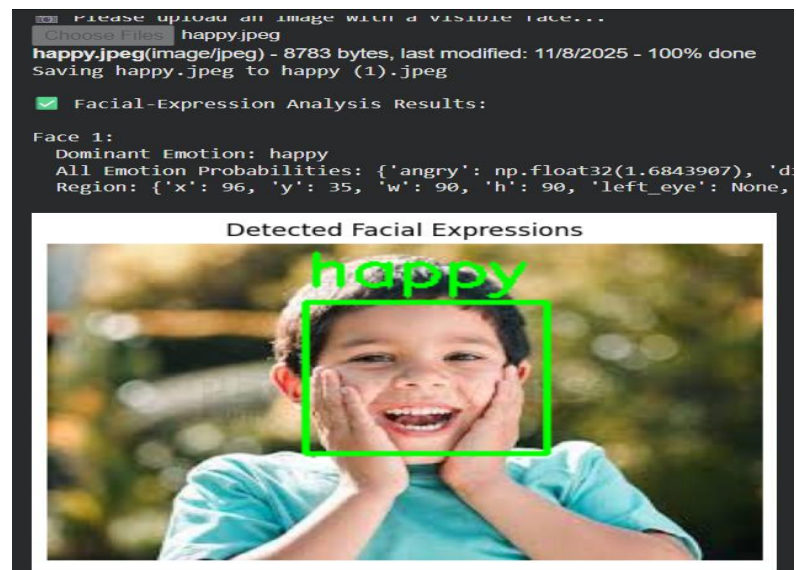 Please upload an image with a visible face...
Choose Files happy.jpeg
happy.jpeg(image/jpeg) - 8783 bytes, last modified: 11/8/2025 - 100% done
Saving happy.jpeg to happy (1).jpeg
✅ Facial-Expression Analysis Results:
Face 1:
Dominant Emotion: happy
All Emotion Probabilities: {'angry': np.float32(1.6843907), 'di
Region: {'x': 96, 'y': 35, 'w': 90, 'h': 90, 'left_eye': None,
Detected Facial Expressions
happy